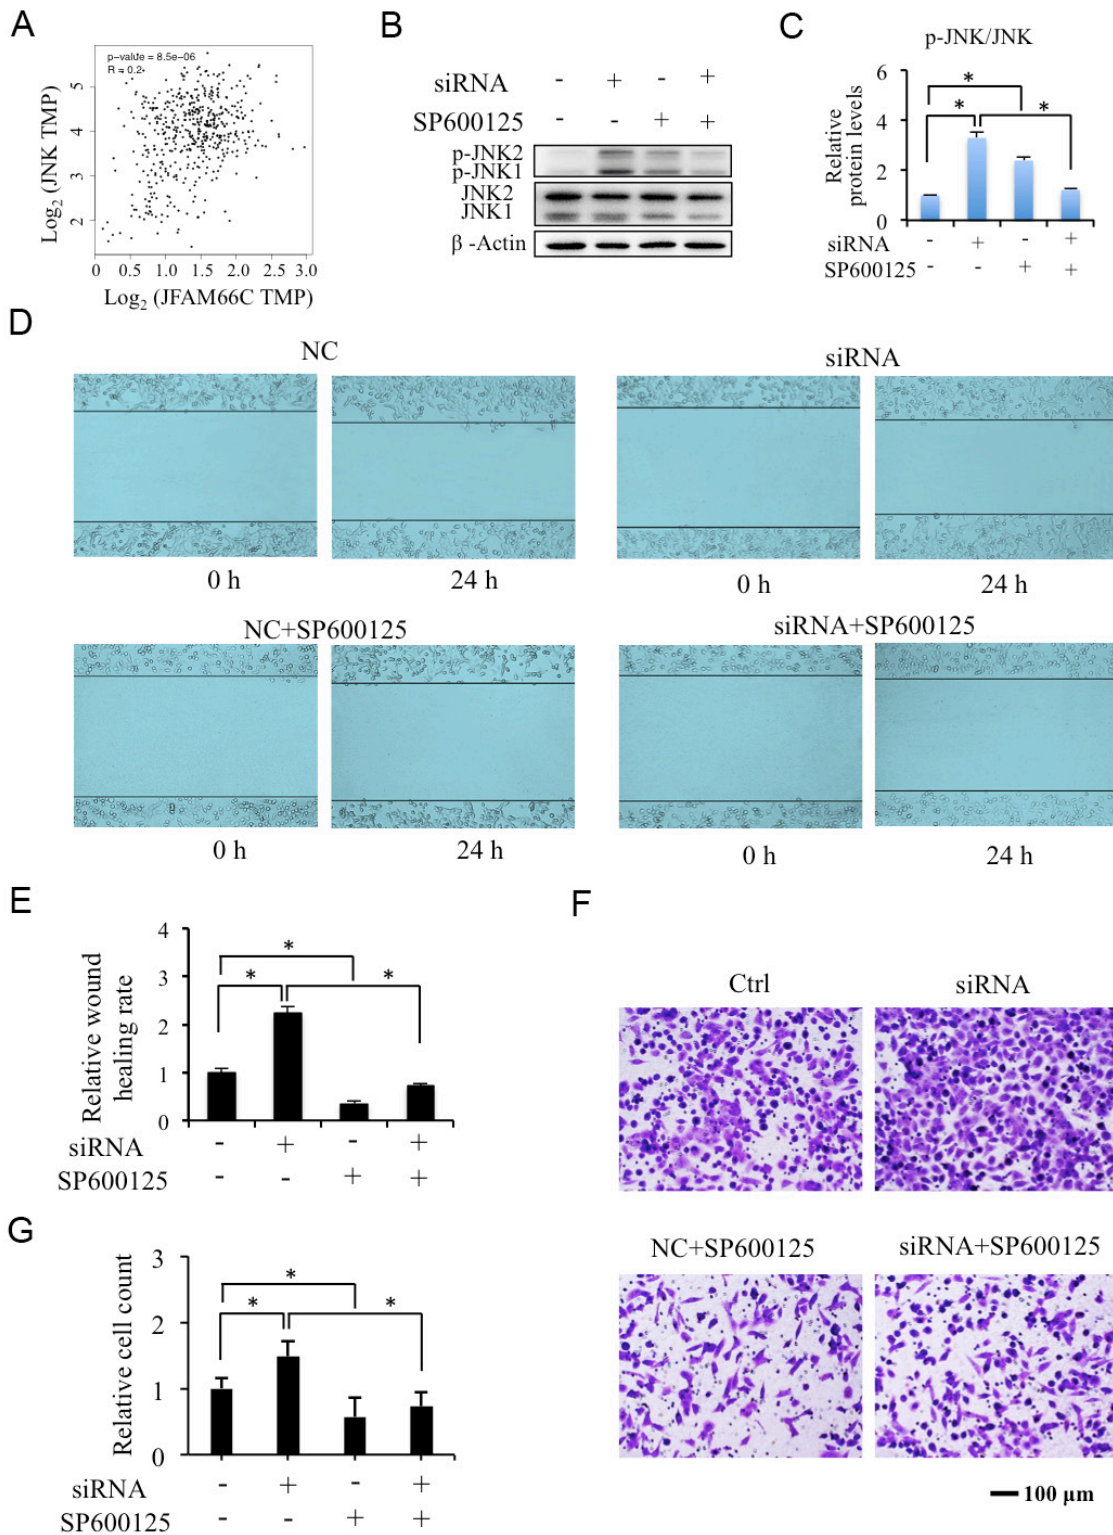 A
p-value = 8.5e-06
R = 0.2
Log2 (JNK TMP)
5
4
3
2
0 0.5 1.0 1.5 2.0 2.5 3.0
Log2 (JFAM66C TMP)
B
siRNA - + - +
SP600125 - - + +
p-JNK2
p-JNK1
JNK2
JNK1
β -Actin
C
p-JNK/JNK
Relative
protein levels
6
4
2
0
* * *
siRNA - + - +
SP600125 - - + +
D
NC
siRNA
0 h 24 h 0 h 24 h
NC+SP600125
siRNA+SP600125
0 h 24 h 0 h 24 h
E
Relative wound
healing rate
4
3
2
1
0
* * *
siRNA - + - +
SP600125 - - + +
F
Ctrl siRNA
NC+SP600125 siRNA+SP600125
100 µm
G
Relative cell count
3
2
1
0
* * *
siRNA - + - +
SP600125 - - + +